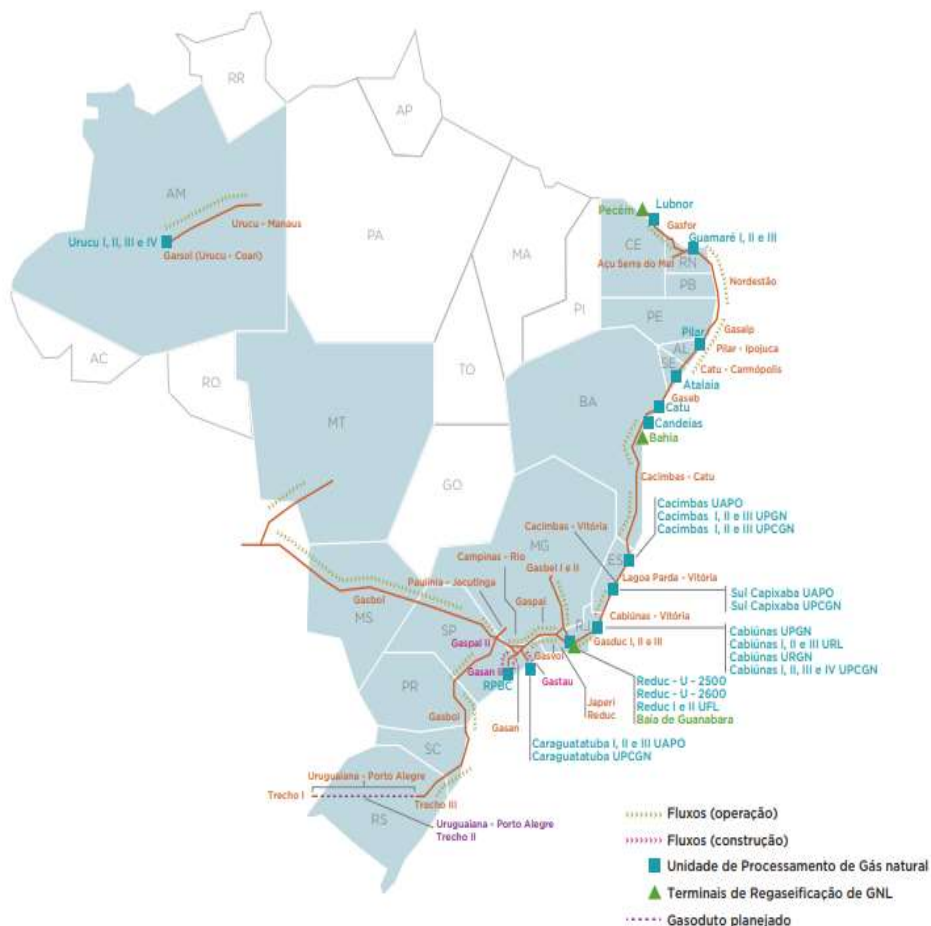 RR
AP
AM
Urucu - Manaus
Urucu I, II, III e IV
Garsol (Urucu - Coari)
PA
MA
Pecém
Lubnor
Gasfor
CE
Guamaré I, II e III
Açu Serra do Mel
RN
Nordestão
PB
PI
PE
Gasalp
Pilar
AL
Pilar - Ipojuca
SE
Catu - Carmópolis
Atalaia
AC
RO
TO
BA
Gaseb
Catu
Candeias
Bahia
MT
GO
Cacimbas - Catu
Cacimbas UAPO
Cacimbas I, II e III UPGN
Cacimbas I, II e III UPCGN
Cacimbas - Vitória
MG
Campinas - Rio
Gasbel I e II
ES
Paulínia - Jocutinga
Lagoa Parda - Vitória
Sul Capixaba UAPO
Sul Capixaba UPCGN
Gasbol
Gaspal
MS
SP
Cabiúnas - Vitória
RJ
Gaspal II
Gasduc I, II e III
Cabiúnas UPGN
Cabiúnas I, II e III URL
Cabiúnas URGN
Cabiúnas I, II, III e IV UPCGN
Gasvol
Gasan II
RPBC
Gastau
PR
Reduc - U - 2500
Reduc - U - 2600
Reduc I e II UFL
Baía de Guanabara
Japeri
Reduc
Gasbol
Gasan
SC
Caraguatatuba I, II e III UAPO
Caraguatatuba UPCGN
Uruguaiana - Porto Alegre
Trecho I
Trecho III
RS
Uruguaiana - Porto Alegre
Trecho II
Fluxos (operação)
Fluxos (construção)
Unidade de Processamento de Gás natural
Terminais de Regaseificação de GNL
Gasoduto planejado